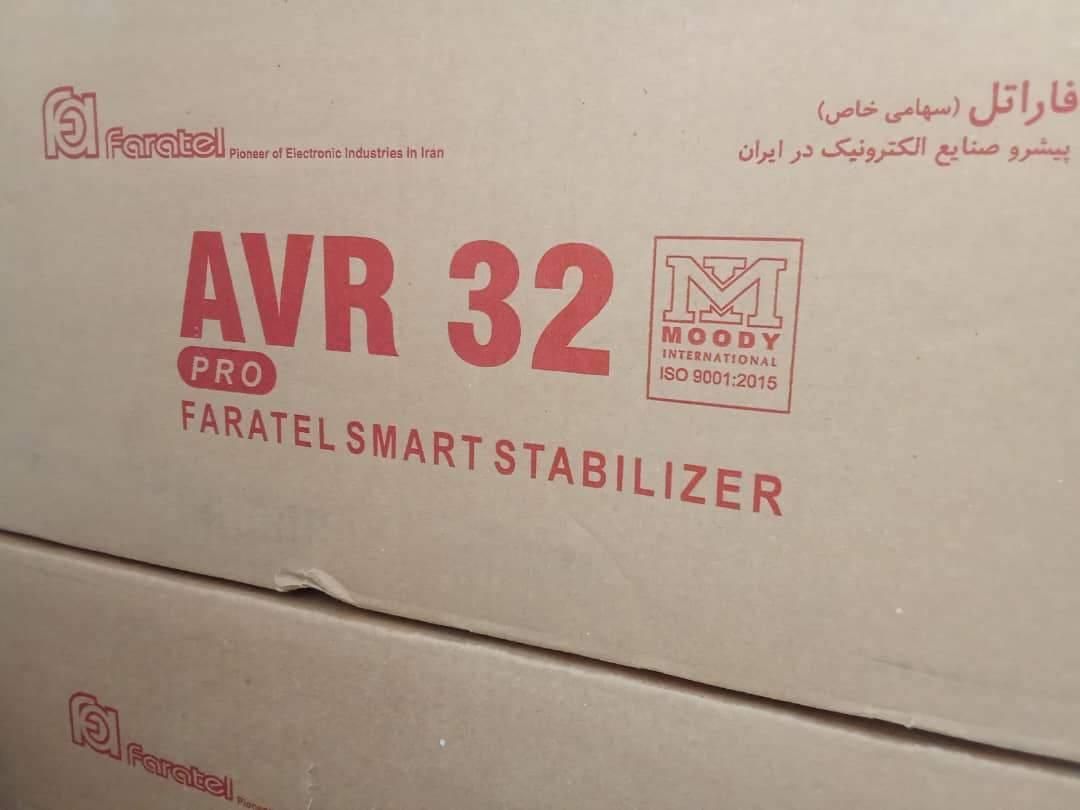 Faratel Pioneer of Electronic Industries In Iran
فاراتل (سهامی خاص)
پیشرو صنایع الکترونیک در ایران
AVR 32
PRO
FARATEL SMART STABILIZER
M
MOODY
INTERNATIONAL
ISO 9001:2015
Faratel